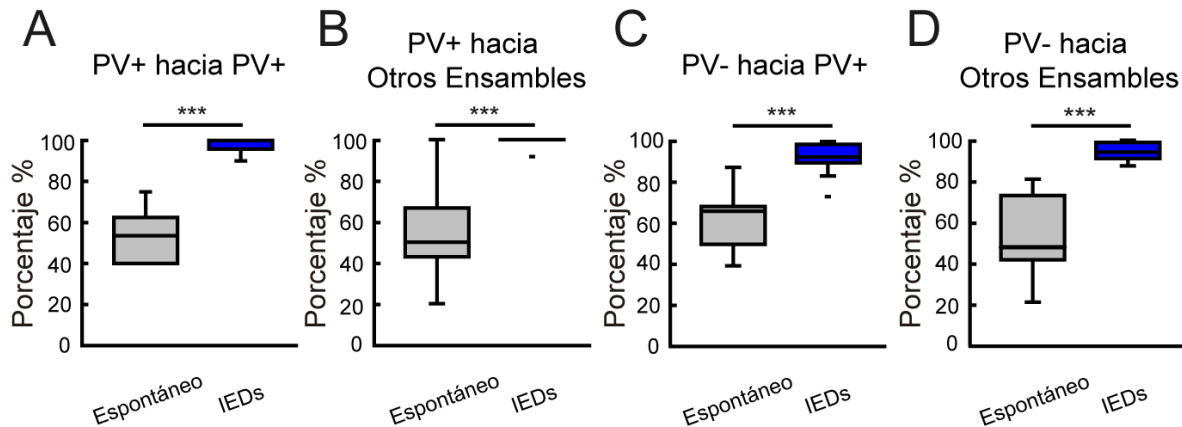 A
PV+ hacia PV+
***
Porcentaje %
100
80
60
40
20
0
Espontáneo
IEDs
B
PV+ hacia
Otros Ensambles
***
Porcentaje %
100
80
60
40
20
0
Espontáneo
IEDs
C
PV- hacia PV+
***
Porcentaje %
100
80
60
40
20
0
Espontáneo
IEDs
D
PV- hacia
Otros Ensambles
***
Porcentaje %
100
80
60
40
20
0
Espontáneo
IEDs